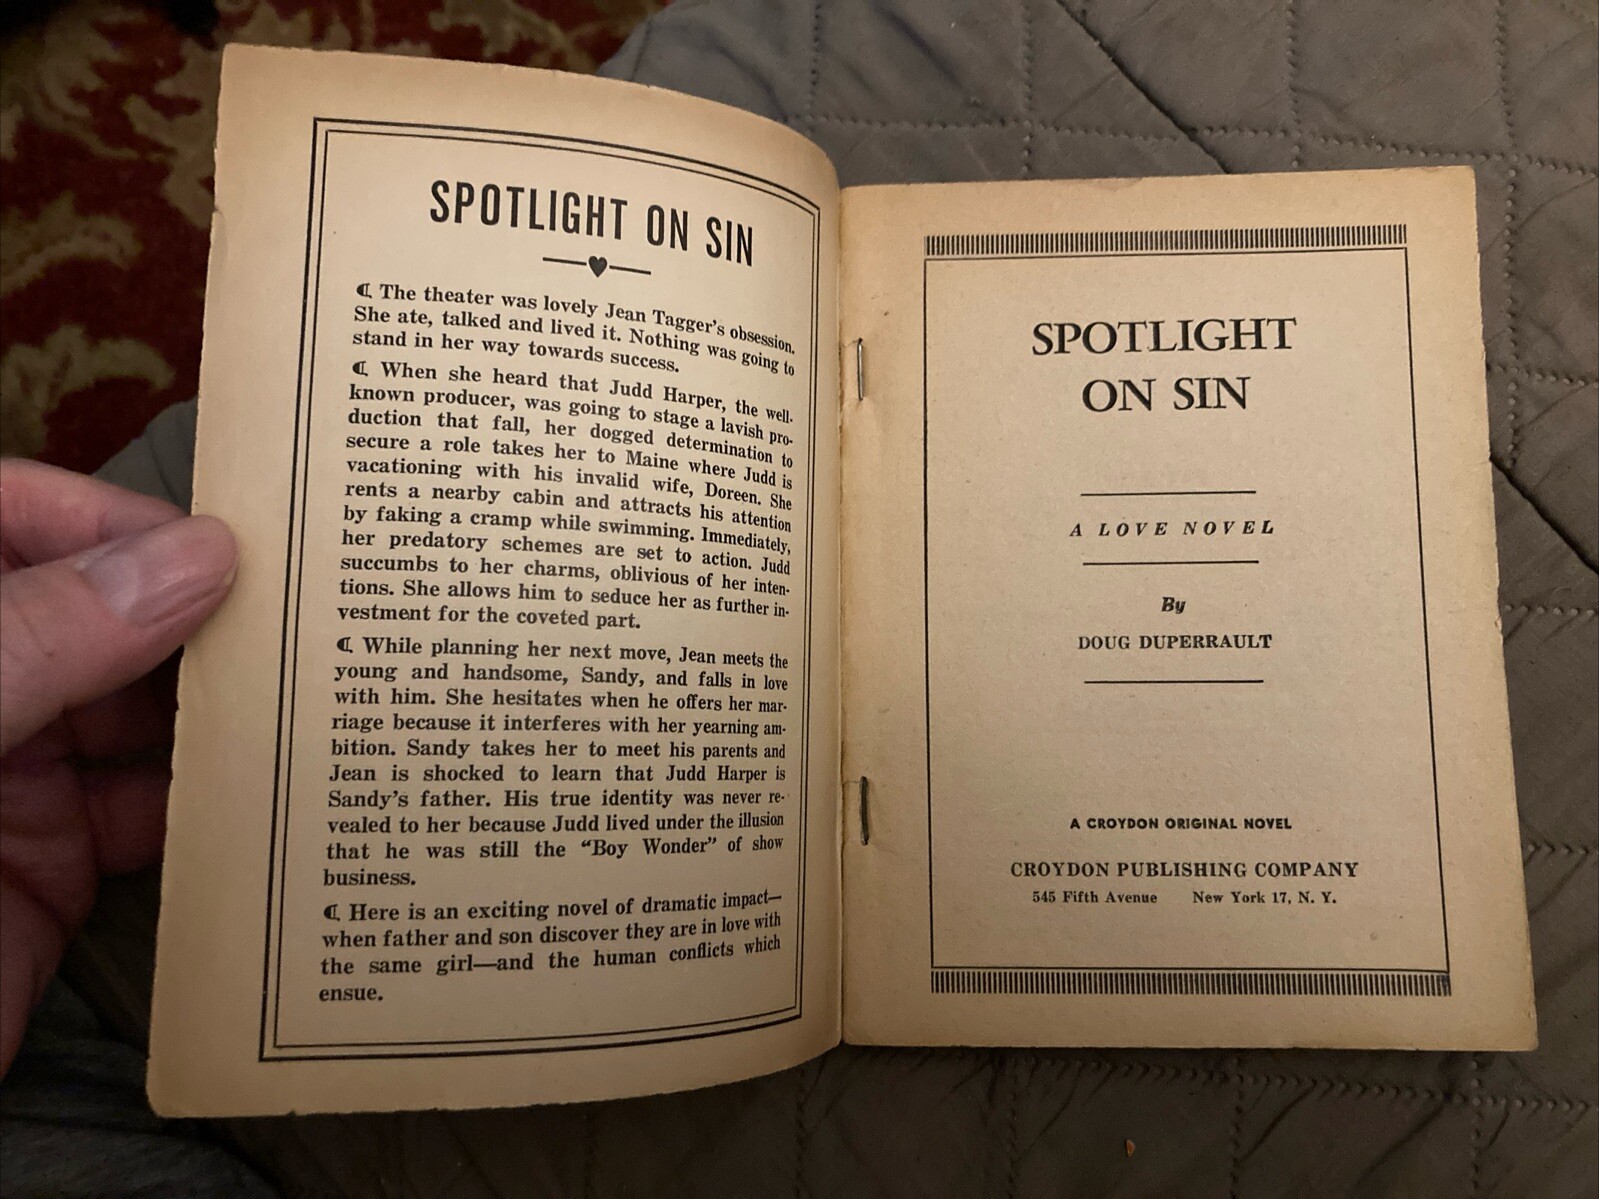 SPOTLIGHT ON SIN
⁋ The theater was lovely Jean Tagger's obsession.
She ate, talked and lived it. Nothing was going to
stand in her way towards success.
⁋ When she heard that Judd Harper, the well-
known producer, was going to stage a lavish pro-
duction that fall, her dogged determination to
secure a role takes her to Maine where Judd is
vacationing with his invalid wife, Doreen. She
rents a nearby cabin and attracts his attention
by faking a cramp while swimming. Immediately,
her predatory schemes are set to action. Judd
succumbs to her charms, oblivious of her inten-
tions. She allows him to seduce her as further in-
vestment for the coveted part.
⁋ While planning her next move, Jean meets the
young and handsome, Sandy, and falls in love
with him. She hesitates when he offers her mar-
riage because it interferes with her yearning am-
bition. Sandy takes her to meet his parents and
Jean is shocked to learn that Judd Harper is
Sandy's father. His true identity was never re-
vealed to her because Judd lived under the illusion
that he was still the "Boy Wonder" of show
business.
⁋ Here is an exciting novel of dramatic impact—
when father and son discover they are in love with
the same girl—and the human conflicts which
ensue.
SPOTLIGHT
ON SIN
A LOVE NOVEL
By
DOUG DUPERRAULT
A CROYDON ORIGINAL NOVEL
CROYDON PUBLISHING COMPANY
545 Fifth Avenue New York 17, N. Y.